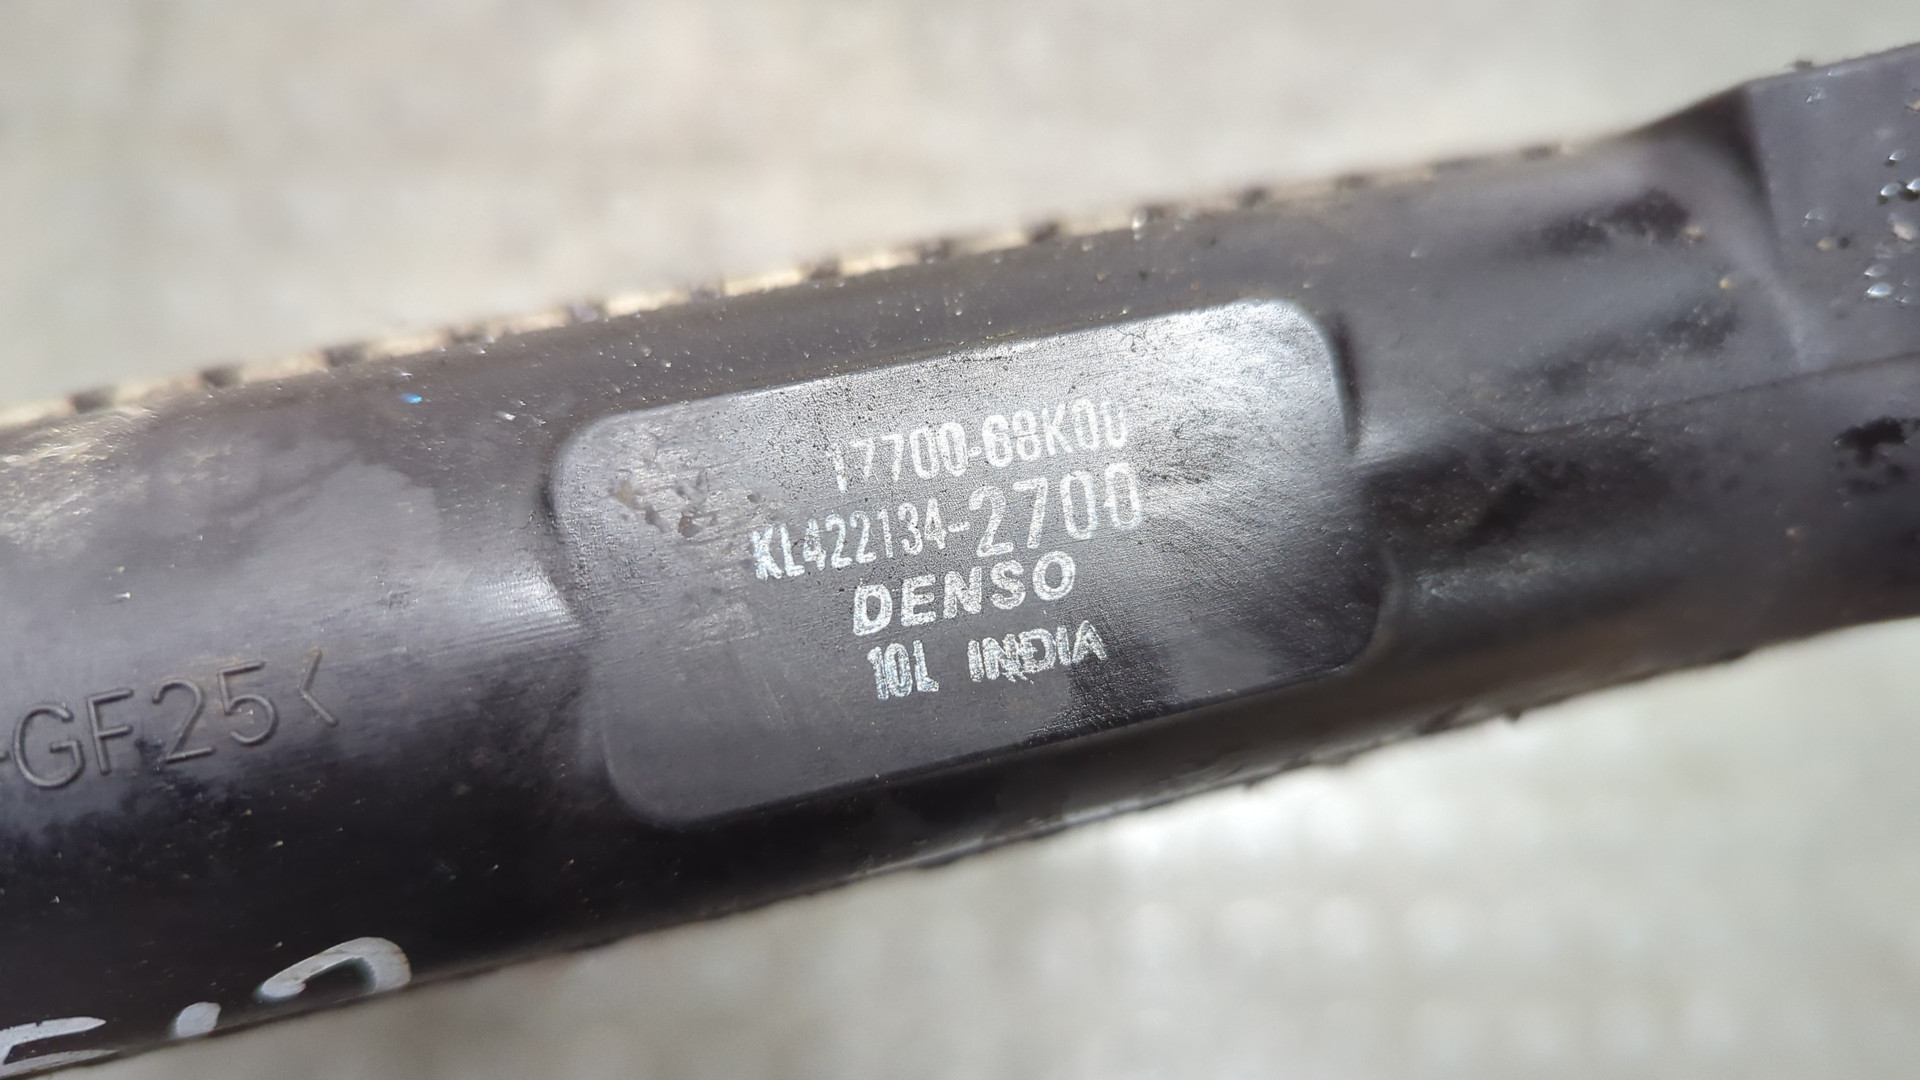 17700-68K00
KL422134-2700
DENSO
10L INDIA
-GF25<